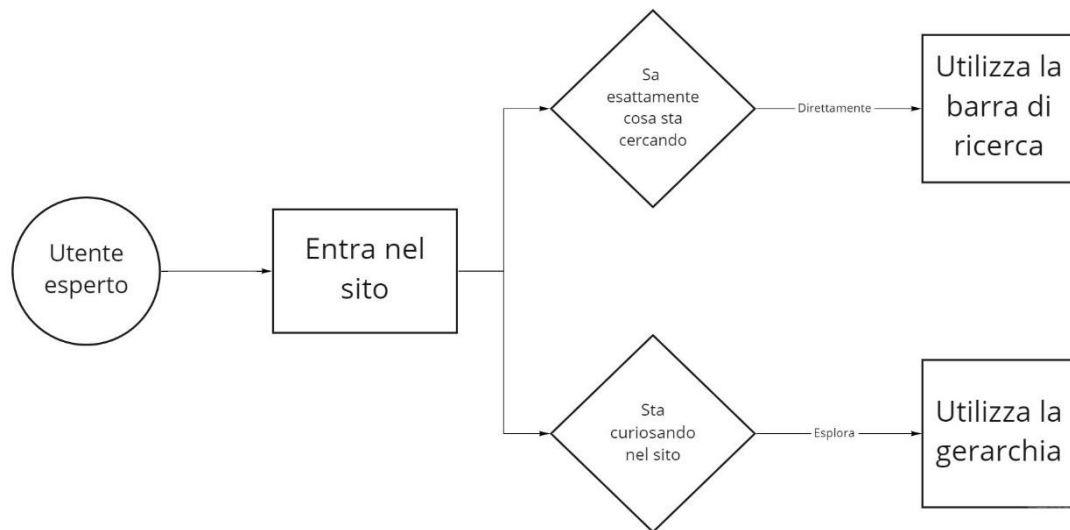 Utente
esperto
Entra nel
sito
Sa
esattamente
cosa sta
cercando
Direttamente
Utilizza la
barra di
ricerca
Sta
curiosando
nel sito
Esplora
Utilizza la
gerarchia